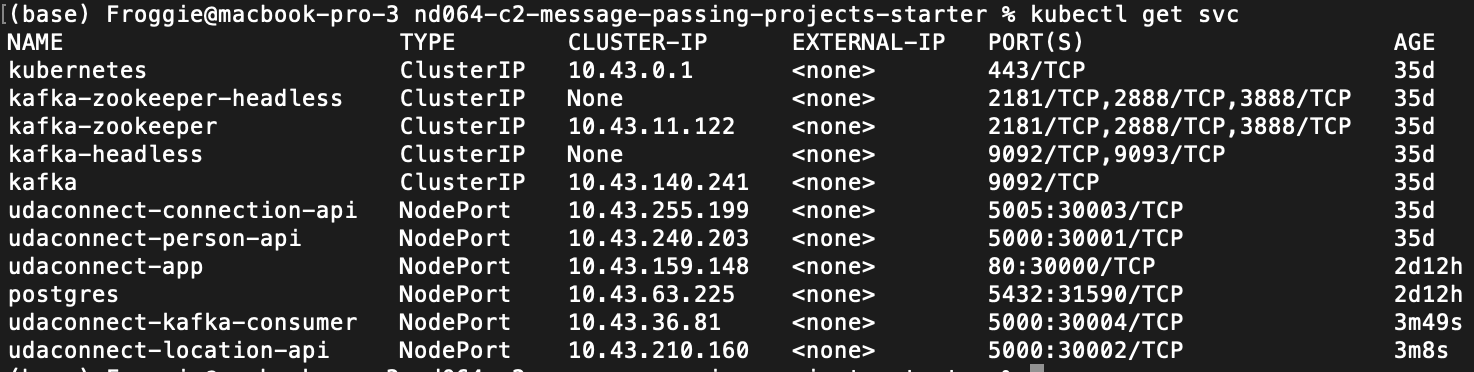 (base) Froggie@macbook-pro-3 nd064-c2-message-passing-projects-starter % kubectl get svc
NAME TYPE CLUSTER-IP EXTERNAL-IP PORT(S) AGE
kubernetes ClusterIP 10.43.0.1 <none> 443/TCP 35d
kafka-zookeeper-headless ClusterIP None <none> 2181/TCP,2888/TCP,3888/TCP 35d
kafka-zookeeper ClusterIP 10.43.11.122 <none> 2181/TCP,2888/TCP,3888/TCP 35d
kafka-headless ClusterIP None <none> 9092/TCP,9093/TCP 35d
kafka ClusterIP 10.43.140.241 <none> 9092/TCP 35d
udaconnect-connection-api NodePort 10.43.255.199 <none> 5005:30003/TCP 35d
udaconnect-person-api NodePort 10.43.240.203 <none> 5000:30001/TCP 35d
udaconnect-app NodePort 10.43.159.148 <none> 80:30000/TCP 2d12h
postgres NodePort 10.43.63.225 <none> 5432:31590/TCP 2d12h
udaconnect-kafka-consumer NodePort 10.43.36.81 <none> 5000:30004/TCP 3m49s
udaconnect-location-api NodePort 10.43.210.160 <none> 5000:30002/TCP 3m8s